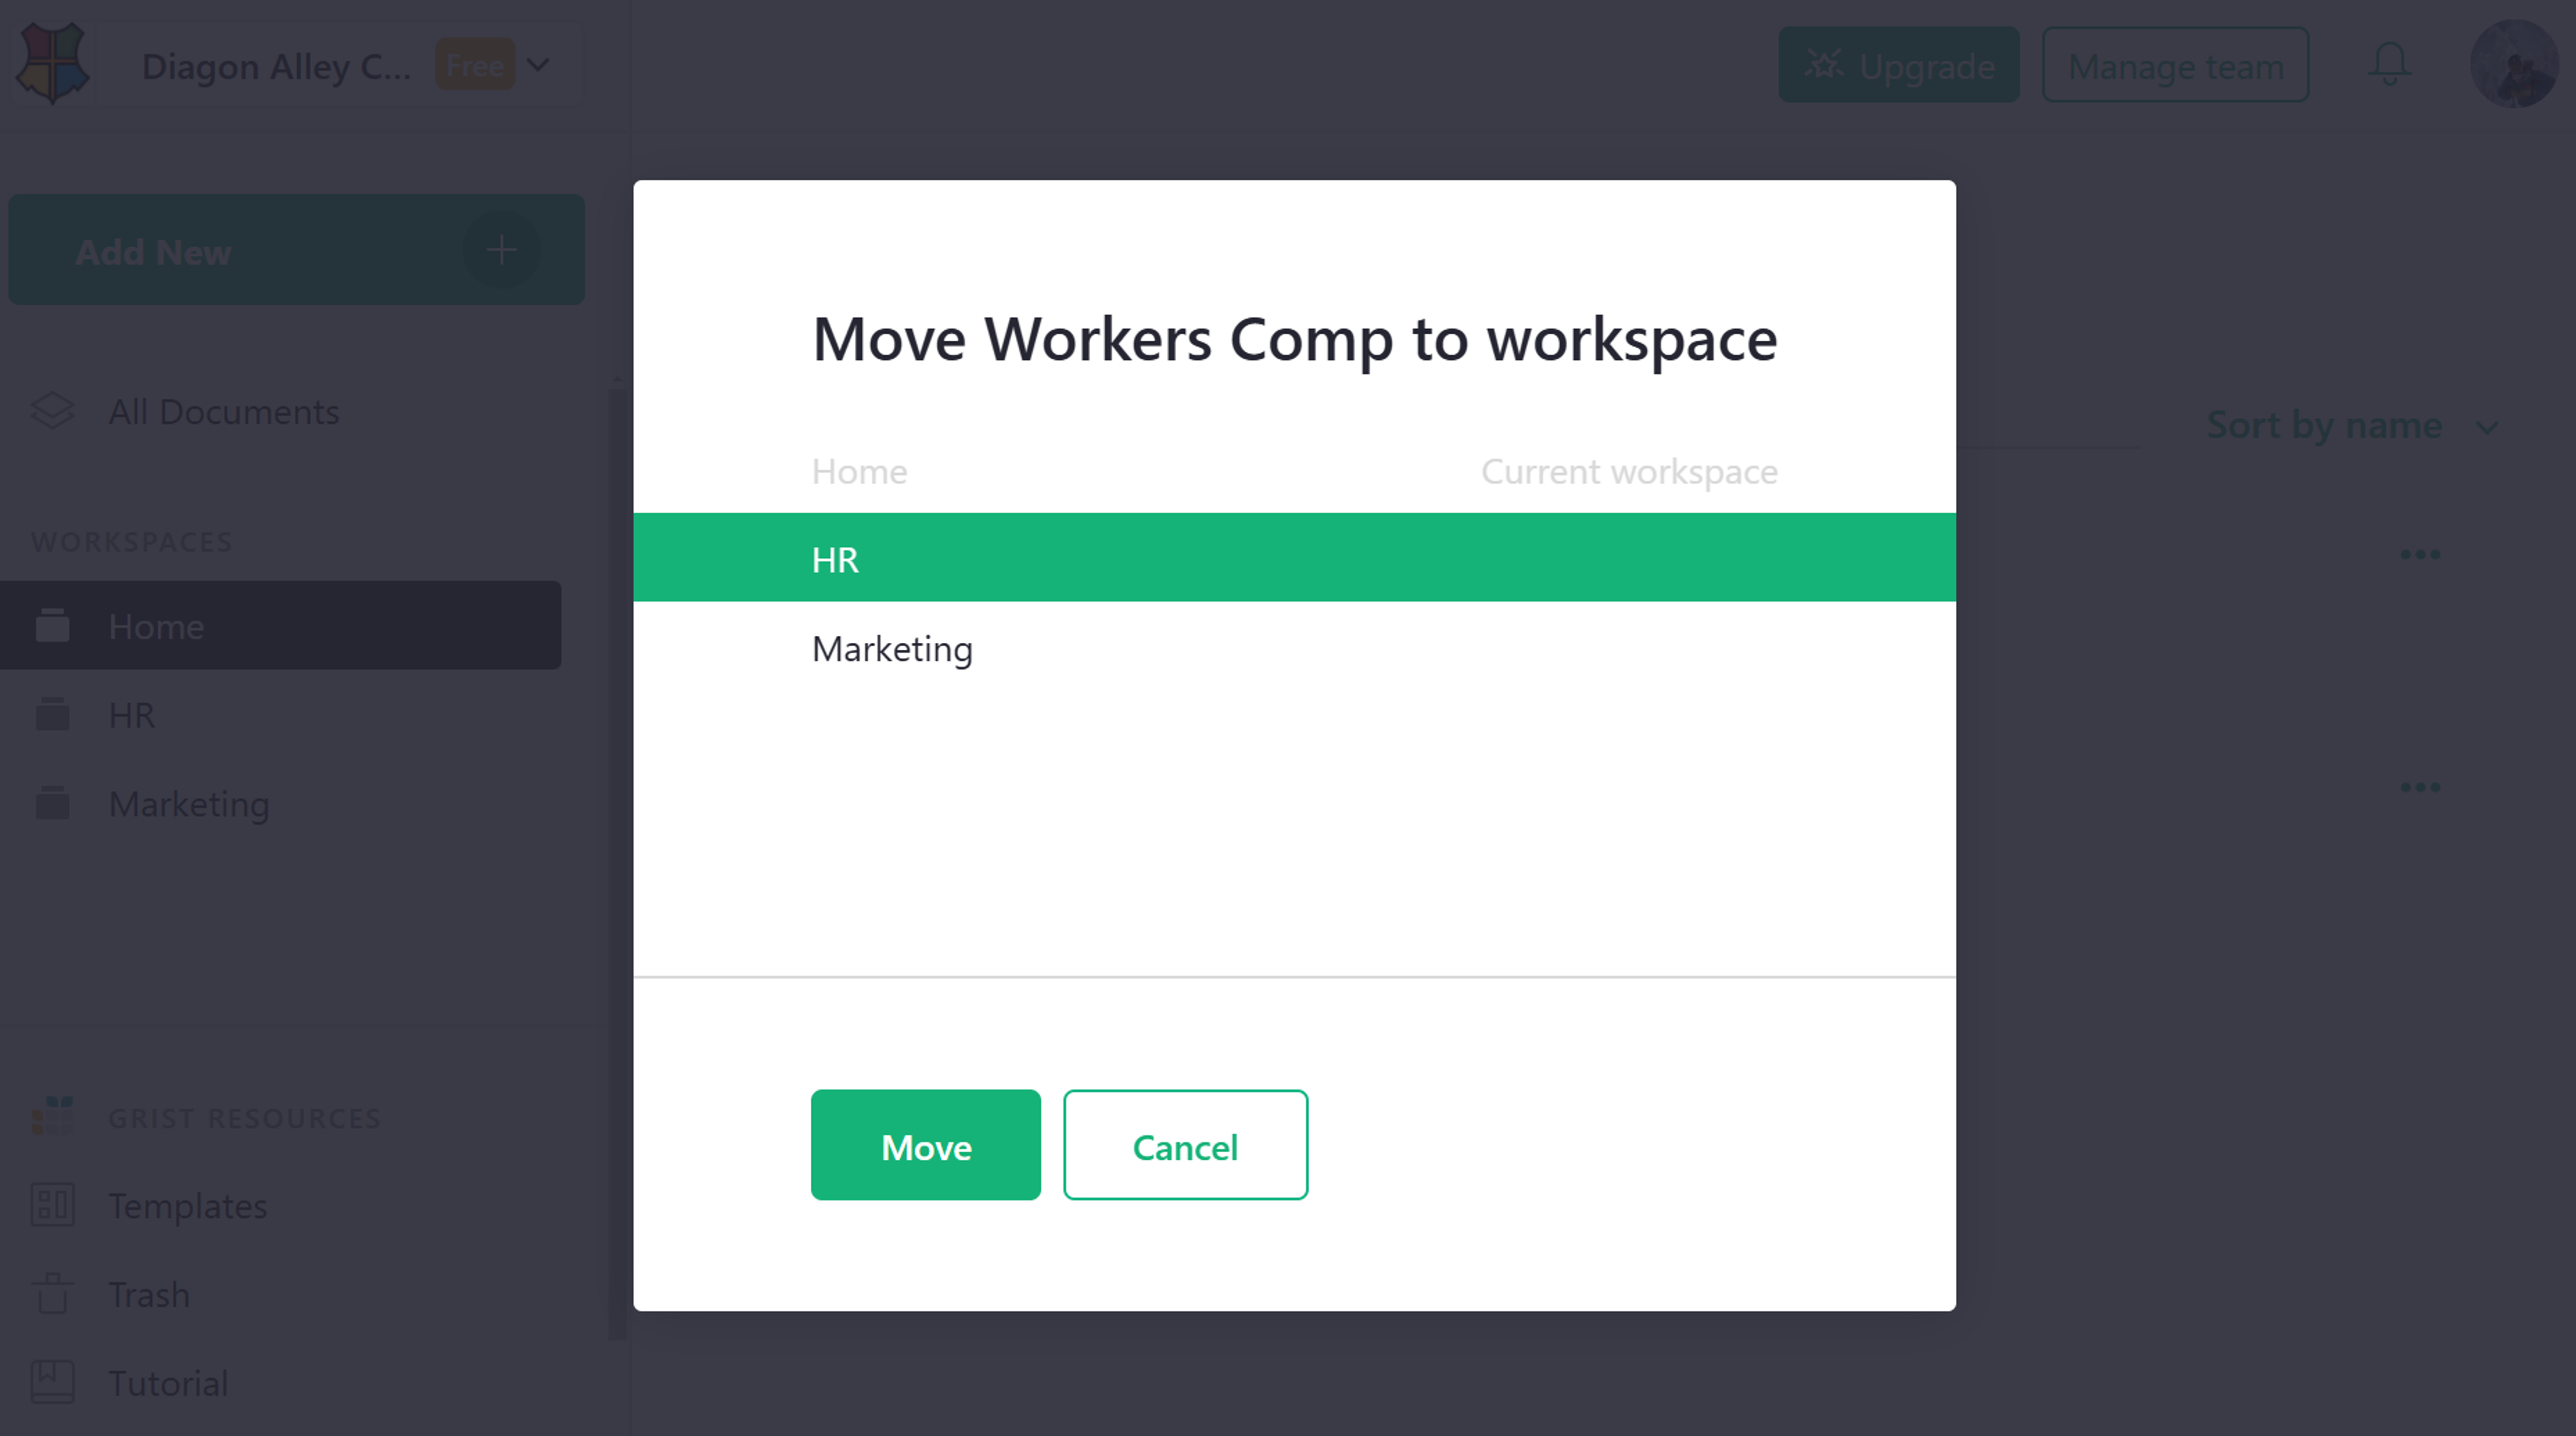 Diagon Alley C... Free
Upgrade
Manage team
Add New
All Documents
WORKSPACES
Home
HR
Marketing
GRIST RESOURCES
Templates
Trash
Tutorial
Sort by name
Move Workers Comp to workspace
Home Current workspace
HR
Marketing
Move Cancel